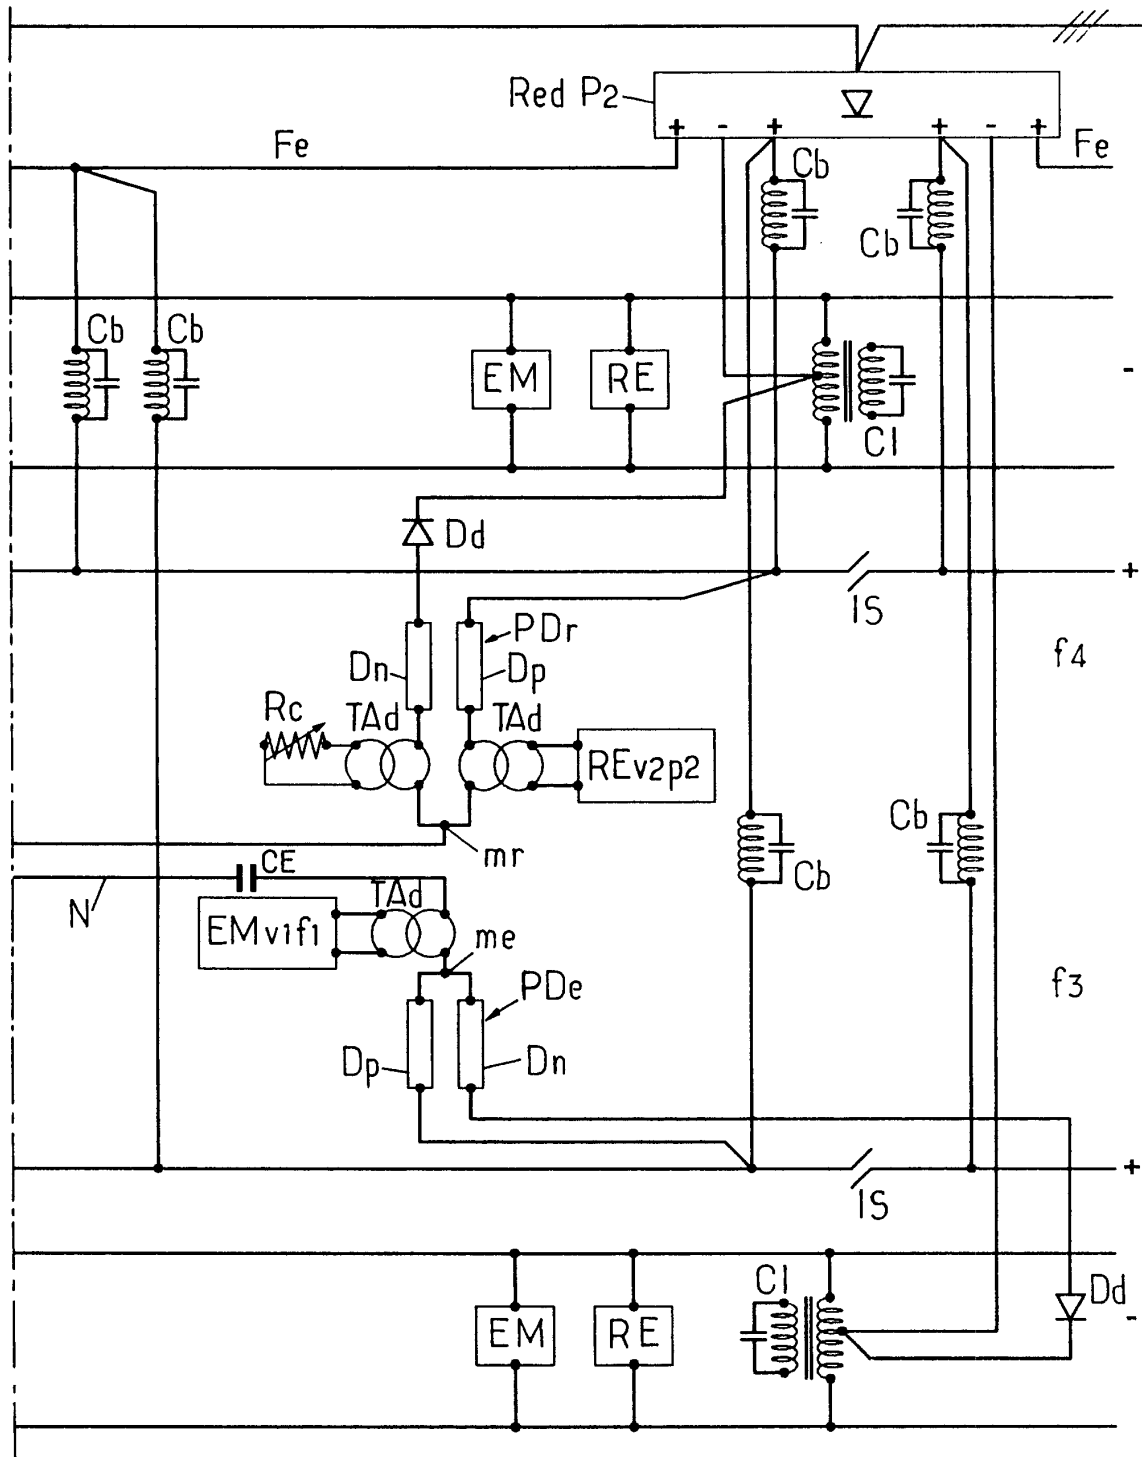 Red P2
+ - + + - +
Fe
Fe
Cb
Cb
Cb
Cb
EM
RE
-
Cl
Dd
+
IS
PDr
f4
Dn
Dp
Rc
TAd
TAd
REv2p2
Cb
mr
CE
Cb
N
TAd
EMv1f1
me
PDe
f3
Dp
Dn
+
IS
Cl
Dd
-
EM
RE